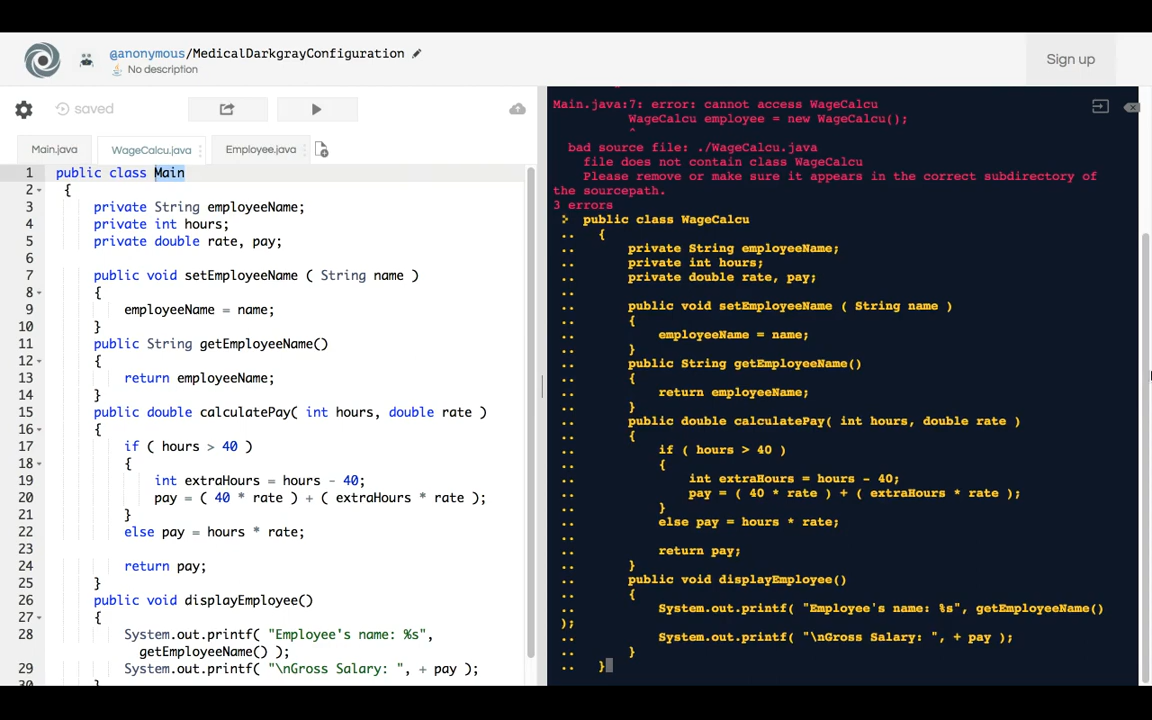 @anonymous/MedicalDarkgrayConfiguration
No description
Sign up
saved
Main.java
WageCalcu.java
Employee.java
1 public class Main
2 {
3 private String employeeName;
4 private int hours;
5 private double rate, pay;
6
7 public void setEmployeeName ( String name )
8 {
9 employeeName = name;
10 }
11 public String getEmployeeName()
12 {
13 return employeeName;
14 }
15 public double calculatePay( int hours, double rate )
16 {
17 if ( hours > 40 )
18 {
19 int extraHours = hours - 40;
20 pay = ( 40 * rate ) + ( extraHours * rate );
21 }
22 else pay = hours * rate;
23
24 return pay;
25 }
26 public void displayEmployee()
27 {
28 System.out.printf( "Employee's name: %s",
getEmployeeName() );
29 System.out.printf( "\nGross Salary: ", + pay );
30 }
Main.java:7: error: cannot access WageCalcu
WageCalcu employee = new WageCalcu();
^
bad source file: ./WageCalcu.java
file does not contain class WageCalcu
Please remove or make sure it appears in the correct subdirectory of
the sourcepath.
3 errors
> public class WageCalcu
.. {
.. private String employeeName;
.. private int hours;
.. private double rate, pay;
..
.. public void setEmployeeName ( String name )
.. {
.. employeeName = name;
.. }
.. public String getEmployeeName()
.. {
.. return employeeName;
.. }
.. public double calculatePay( int hours, double rate )
.. {
.. if ( hours > 40 )
.. {
.. int extraHours = hours - 40;
.. pay = ( 40 * rate ) + ( extraHours * rate );
.. }
.. else pay = hours * rate;
..
.. return pay;
.. }
.. public void displayEmployee()
.. {
.. System.out.printf( "Employee's name: %s", getEmployeeName()
);
.. System.out.printf( "\nGross Salary: ", + pay );
.. }
.. }